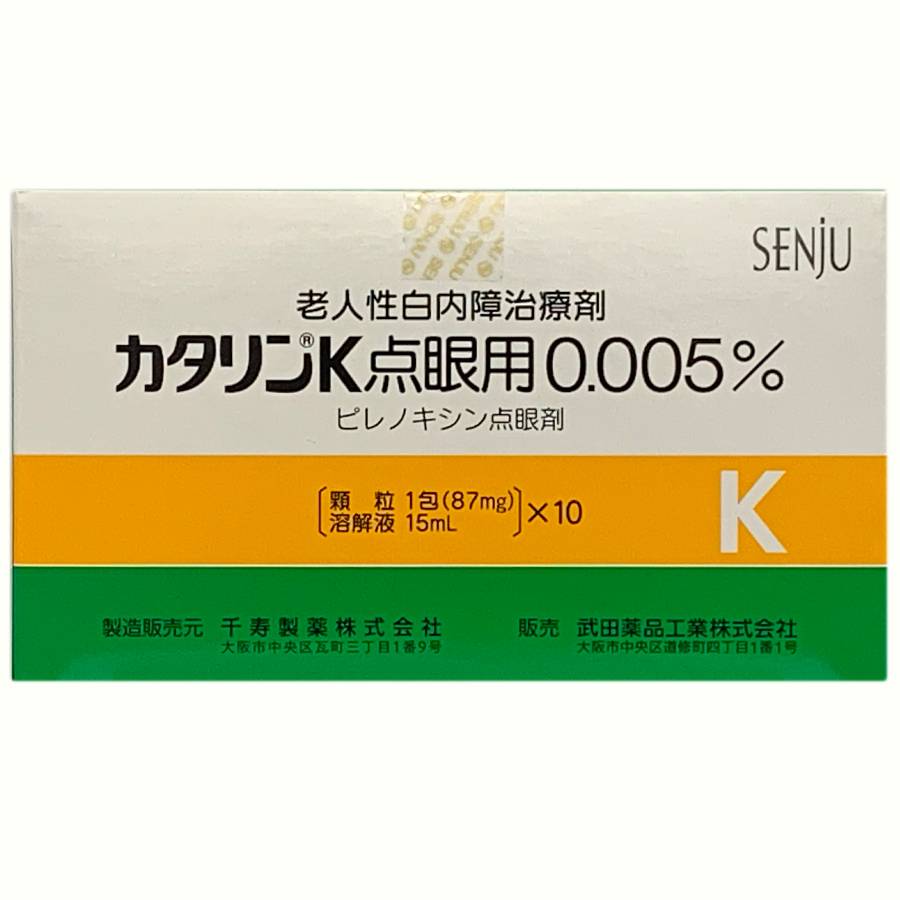 SENJU SENJU
SENJU
老人性白内障治療剤
カタリン®K点眼用0.005%
ピレノキシン点眼剤
顆 粒 1包(87mg)
溶解液 15mL
×10
K
製造販売元 千寿製薬株式会社
大阪市中央区瓦町三丁目1番9号
販売 武田薬品工業株式会社
大阪市中央区道修町四丁目1番1号